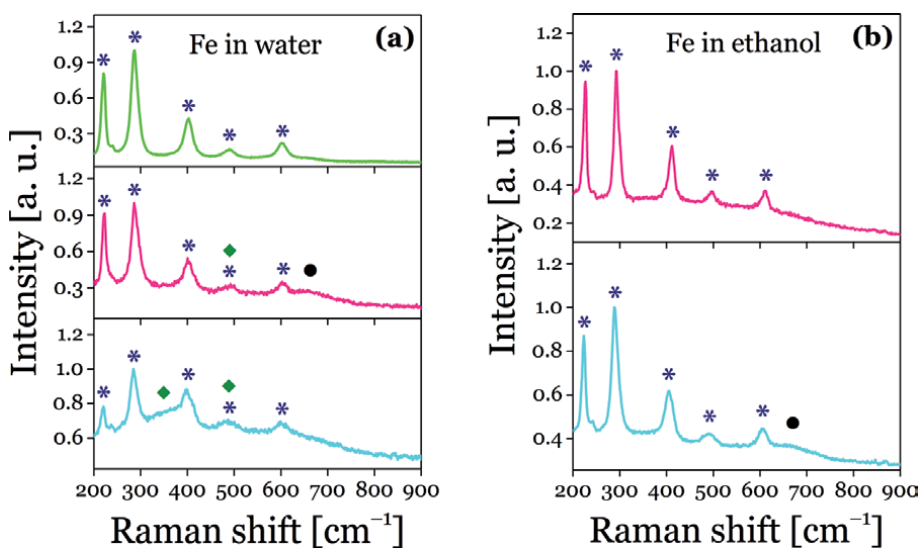 (a)
Fe in water
Intensity [a. u.]
1.2
0.9
0.6
0.3
1.2
0.9
0.6
0.3
1.2
1.0
0.8
0.6
200 300 400 500 600 700 800 900
Raman shift [cm⁻¹]
(b)
Fe in ethanol
Intensity [a. u.]
1.2
1.0
0.6
0.4
0.2
1.2
1.0
0.8
0.6
0.4
200 300 400 500 600 700 800 900
Raman shift [cm⁻¹]